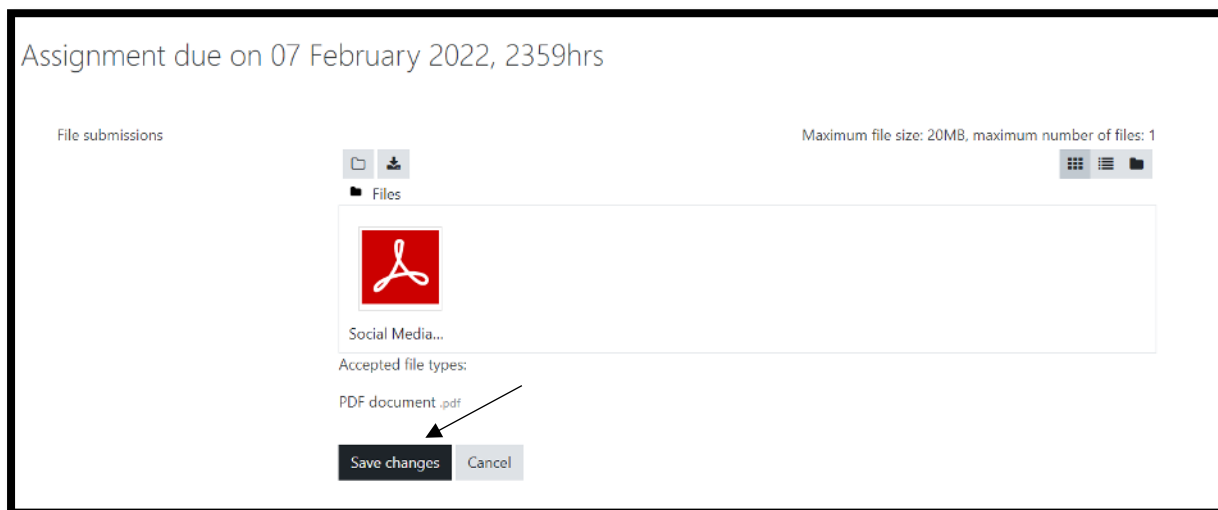 Assignment due on 07 February 2022, 2359hrs
File submissions
Maximum file size: 20MB, maximum number of files: 1
Files
Social Media...
Accepted file types:
PDF document .pdf
Save changes
Cancel